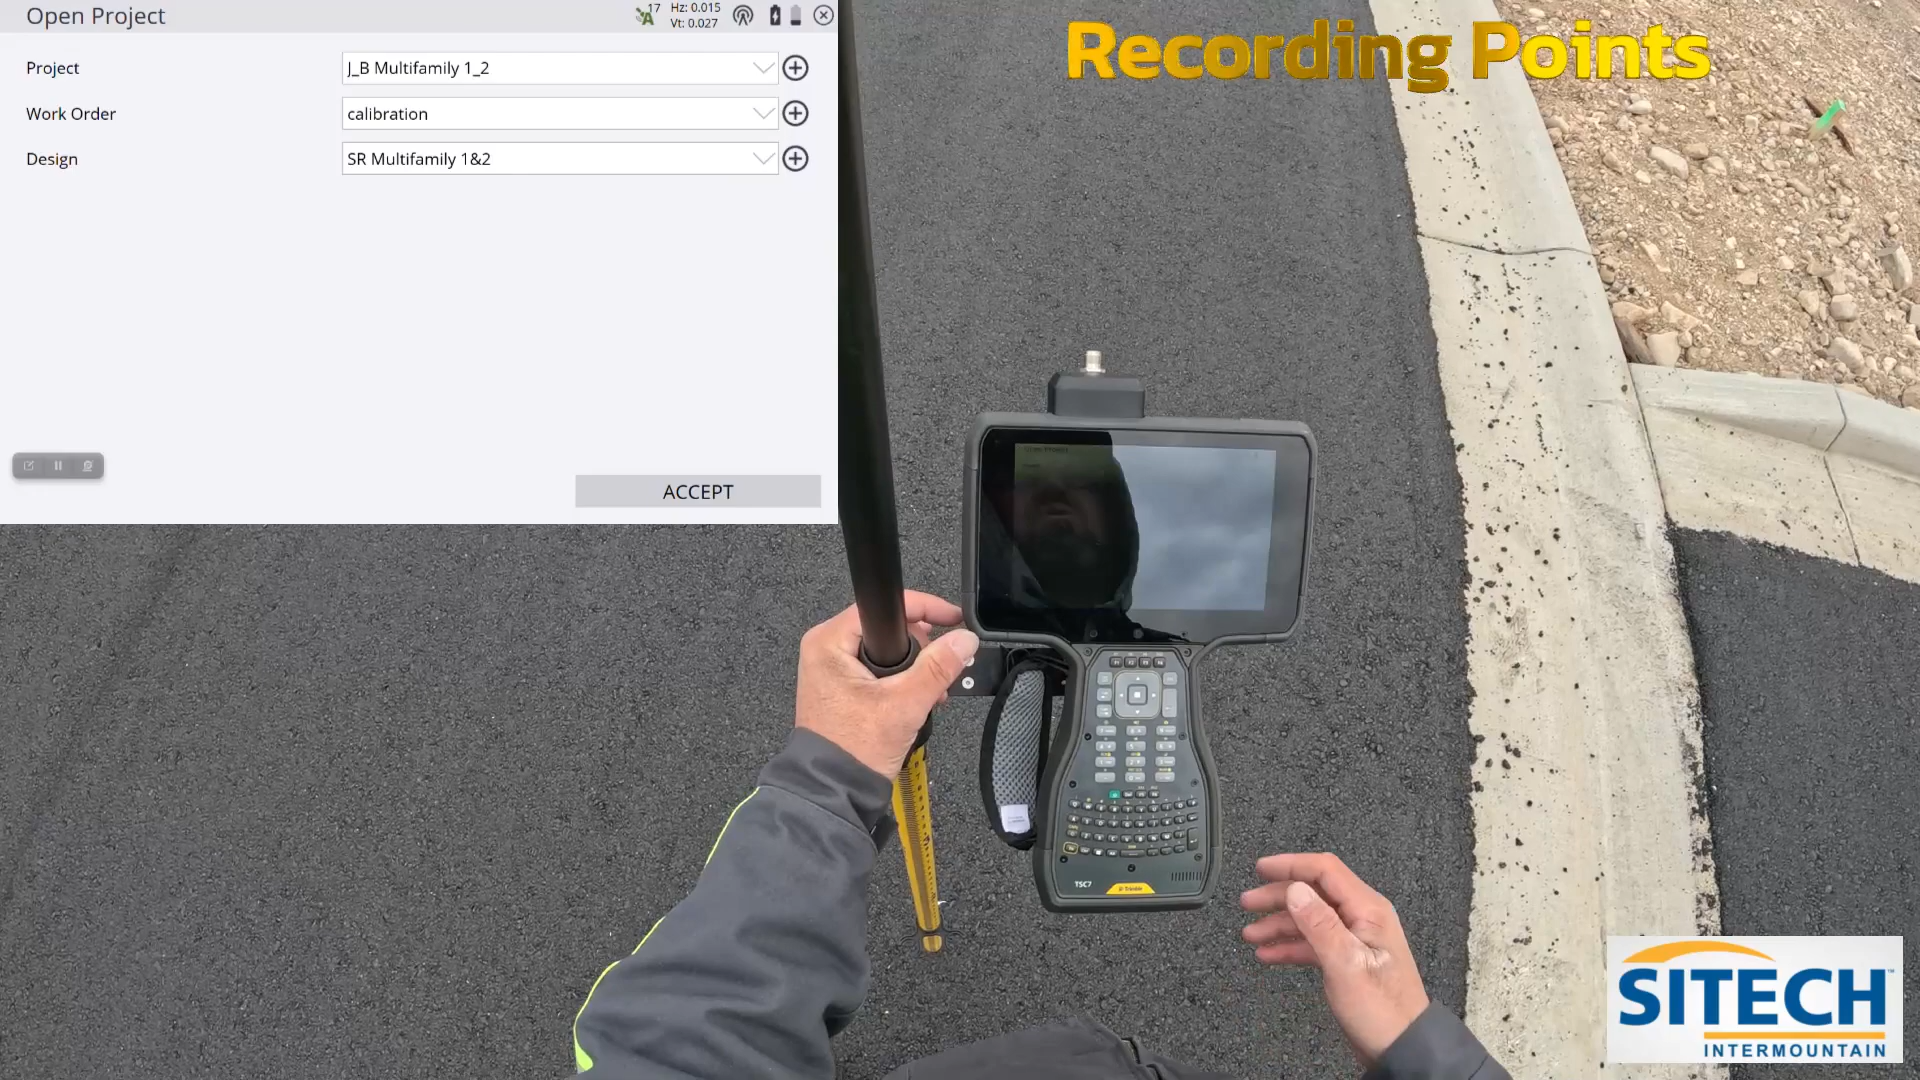 Open Project
17
Hz: 0.015
Vt: 0.027
Project
J_B Multifamily 1_2
Work Order
calibration
Design
SR Multifamily 1&2
ACCEPT
Recording Points
TSC7
Trimble
SITECH
INTERMOUNTAIN